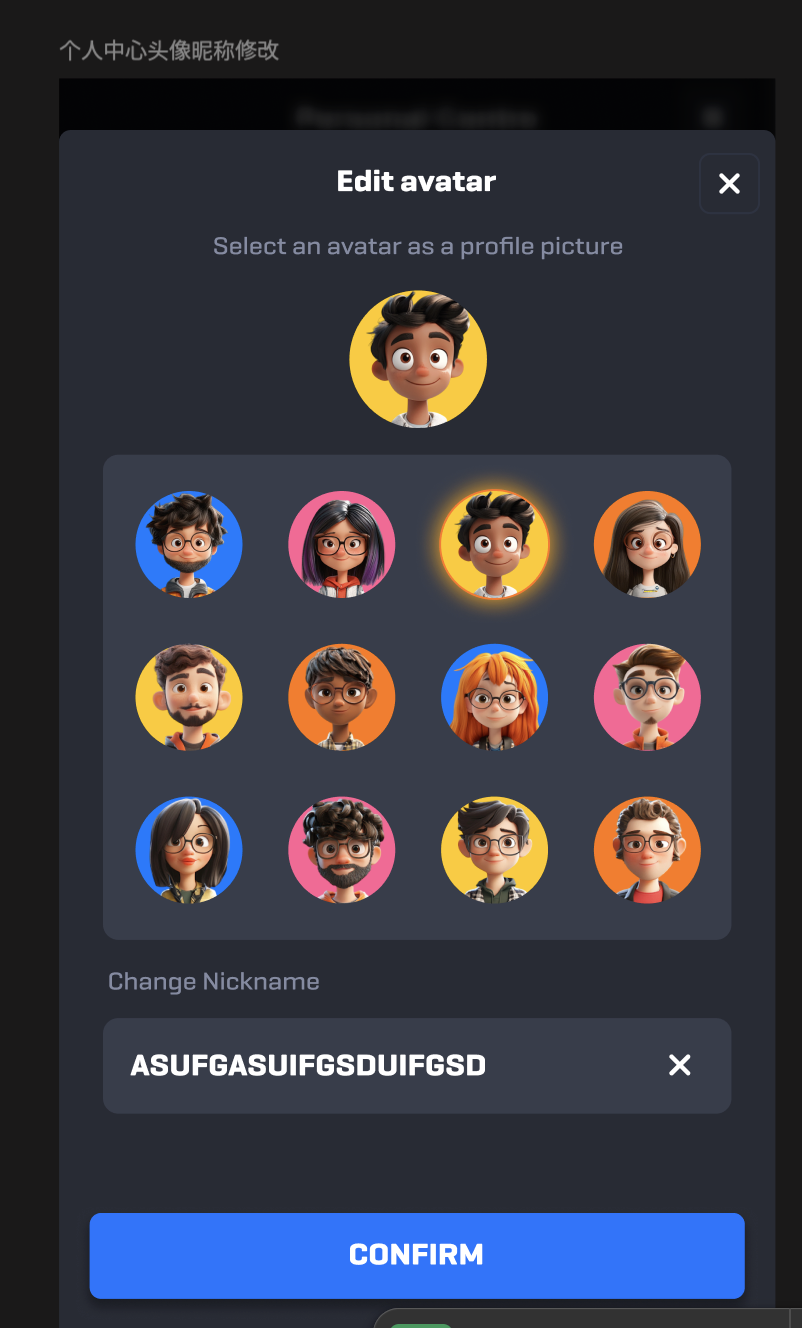 个人中心头像昵称修改
Personal Centre
Edit avatar
Select an avatar as a profile picture
Change Nickname
ASUFGASUIFGSDUIFGSD
CONFIRM